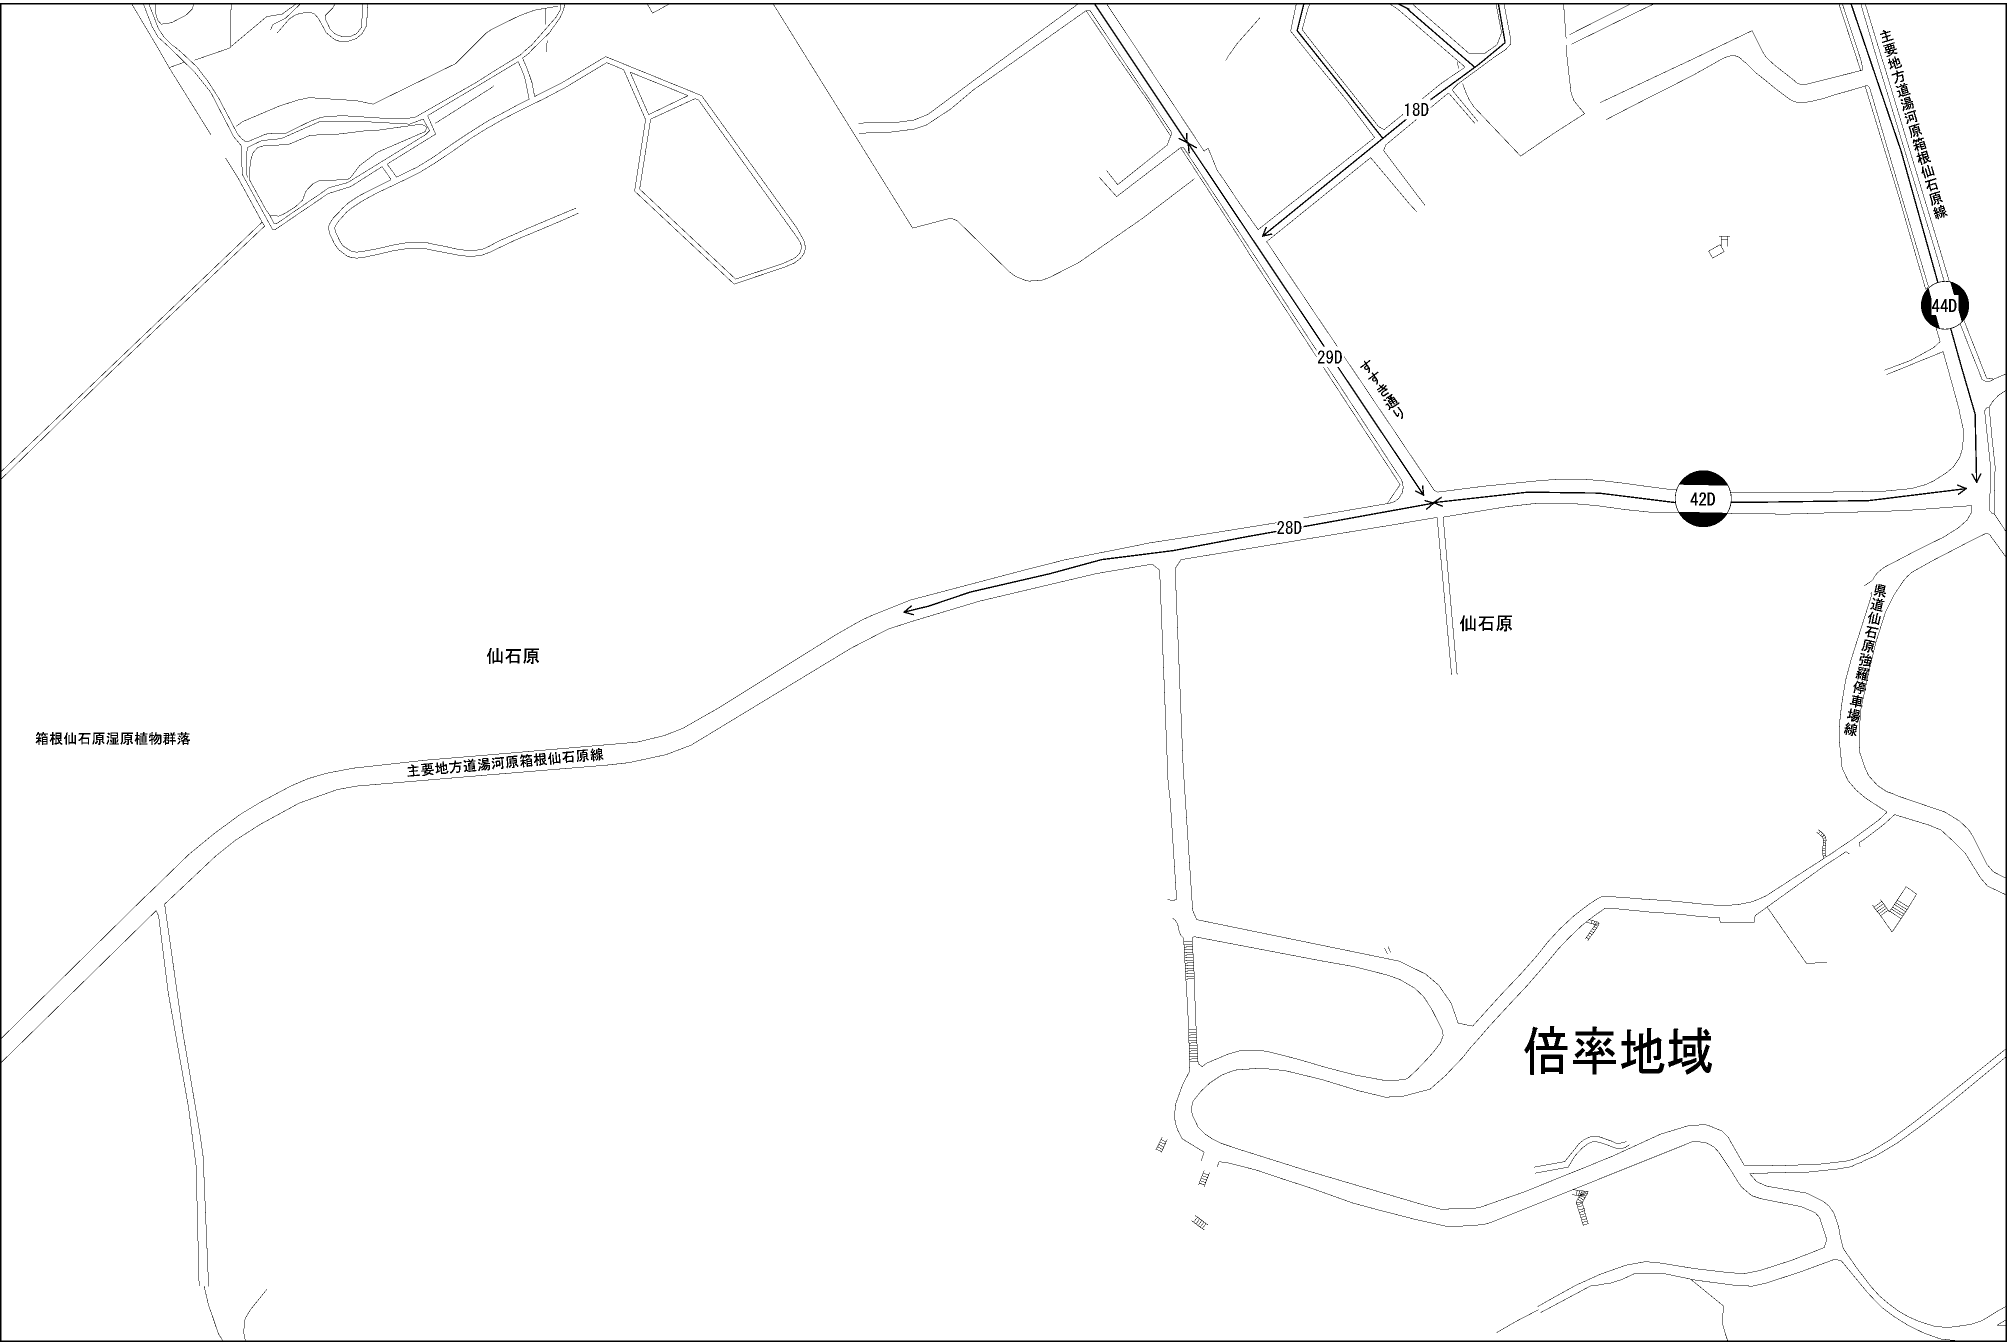 主要地方道湯河原箱根仙石原線
18D
44D
29D
すすき通り
42D
28D
仙石原
仙石原
県道仙石原強羅停車場線
箱根仙石原湿原植物群落
主要地方道湯河原箱根仙石原線
倍率地域